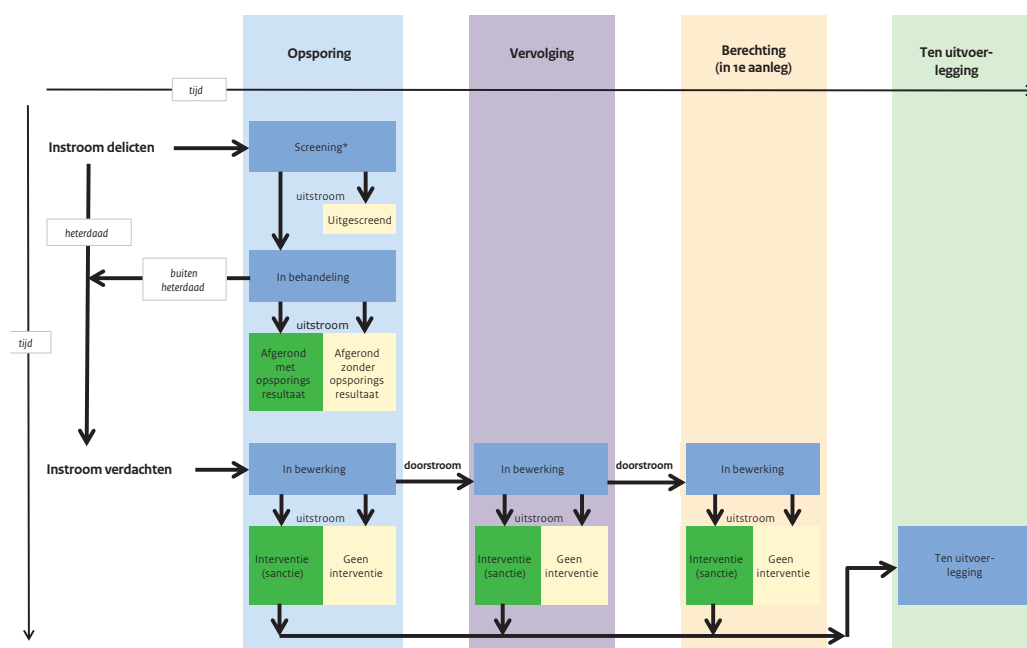 Opsporing
Vervolging
Berechting
(in 1e aanleg)
Ten uitvoer-
legging
tijd
Instroom delicten
Screening*
uitstroom
Uitgescreend
heterdaad
buiten
heterdaad
In behandeling
uitstroom
tijd
Afgerond
met
opsporings
resultaat
Afgerond
zonder
opsporings
resultaat
Instroom verdachten
In bewerking
doorstroom
In bewerking
doorstroom
In bewerking
uitstroom
uitstroom
uitstroom
Interventie
(sanctie)
Geen
interventie
Interventie
(sanctie)
Geen
interventie
Interventie
(sanctie)
Geen
interventie
Ten uitvoer-
legging